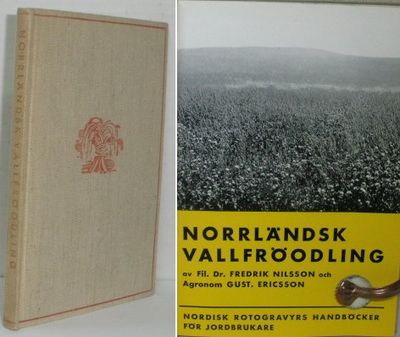 NORRLÄNDSK VALLFRÖODLING
NORRLÄNDSK
VALLFRÖODLING
av Fil. Dr. FREDRIK NILSSON och
Agronom GUST. ERICSSON
NORDISK ROTOGRAVYRS HANDBÖCKER
FÖR JORDBRUKARE